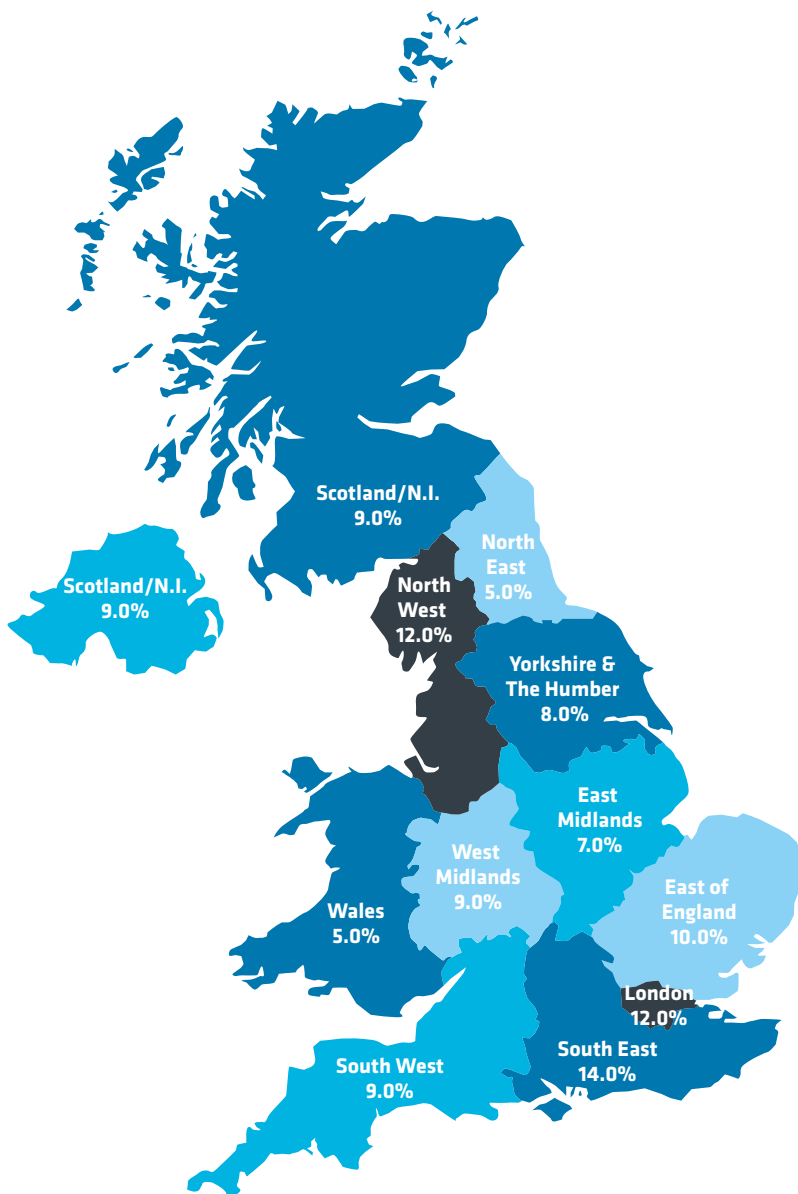 Scotland/N.I.
9.0%
North
East
5.0%
Scotland/N.I.
9.0%
North
West
12.0%
Yorkshire &
The Humber
8.0%
East
Midlands
7.0%
West
Midlands
9.0%
East of
England
10.0%
Wales
5.0%
London
12.0%
South East
14.0%
South West
9.0%